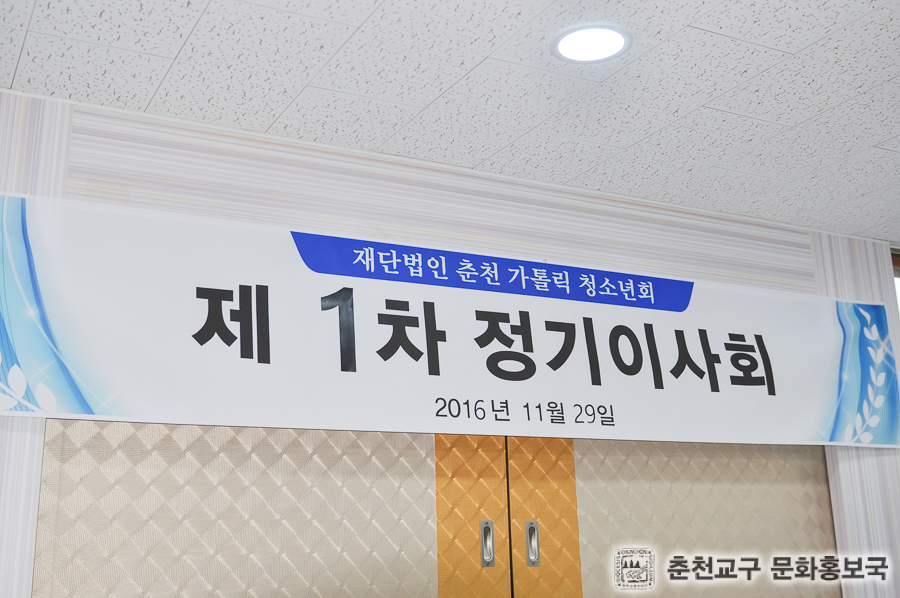 재단법인 춘천 가톨릭 청소년회
제 1차 정기이사회
2016년 11월 29일
춘천교구 문화홍보국